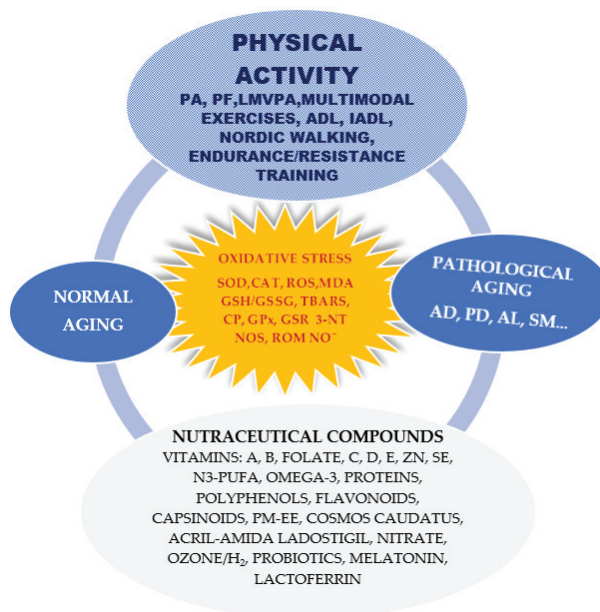 PHYSICAL
ACTIVITY
PA, PF,LMVPA,MULTIMODAL
EXERCISES, ADL, IADL,
NORDIC WALKING,
ENDURANCE/RESISTANCE
TRAINING
OXIDATIVE STRESS
SOD,CAT, ROS,MDA
GSH/GSSG, TBARS,
CP, GPx, GSR 3-NT
NOS, ROM NO⁻
NORMAL
AGING
PATHOLOGICAL
AGING
AD, PD, AL, SM...
NUTRACEUTICAL COMPOUNDS
VITAMINS: A, B, FOLATE, C, D, E, ZN, SE,
N3-PUFA, OMEGA-3, PROTEINS,
POLYPHENOLS, FLAVONOIDS,
CAPSINOIDS, PM-EE, COSMOS CAUDATUS,
ACRIL-AMIDA LADOSTIGIL, NITRATE,
OZONE/H₂, PROBIOTICS, MELATONIN,
LACTOFERRIN